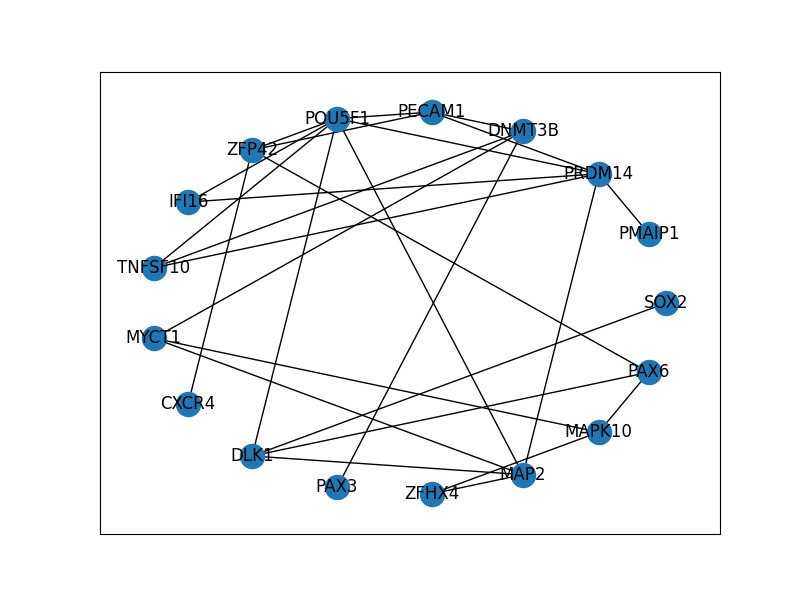 PECAM1
POU5F1
DNMT3B
ZFP42
PRDM14
IFI16
PMAIP1
TNFSF10
SOX2
MYCT1
PAX6
CXCR4
MAPK10
DLK1
MAP2
PAX3
ZFHX4